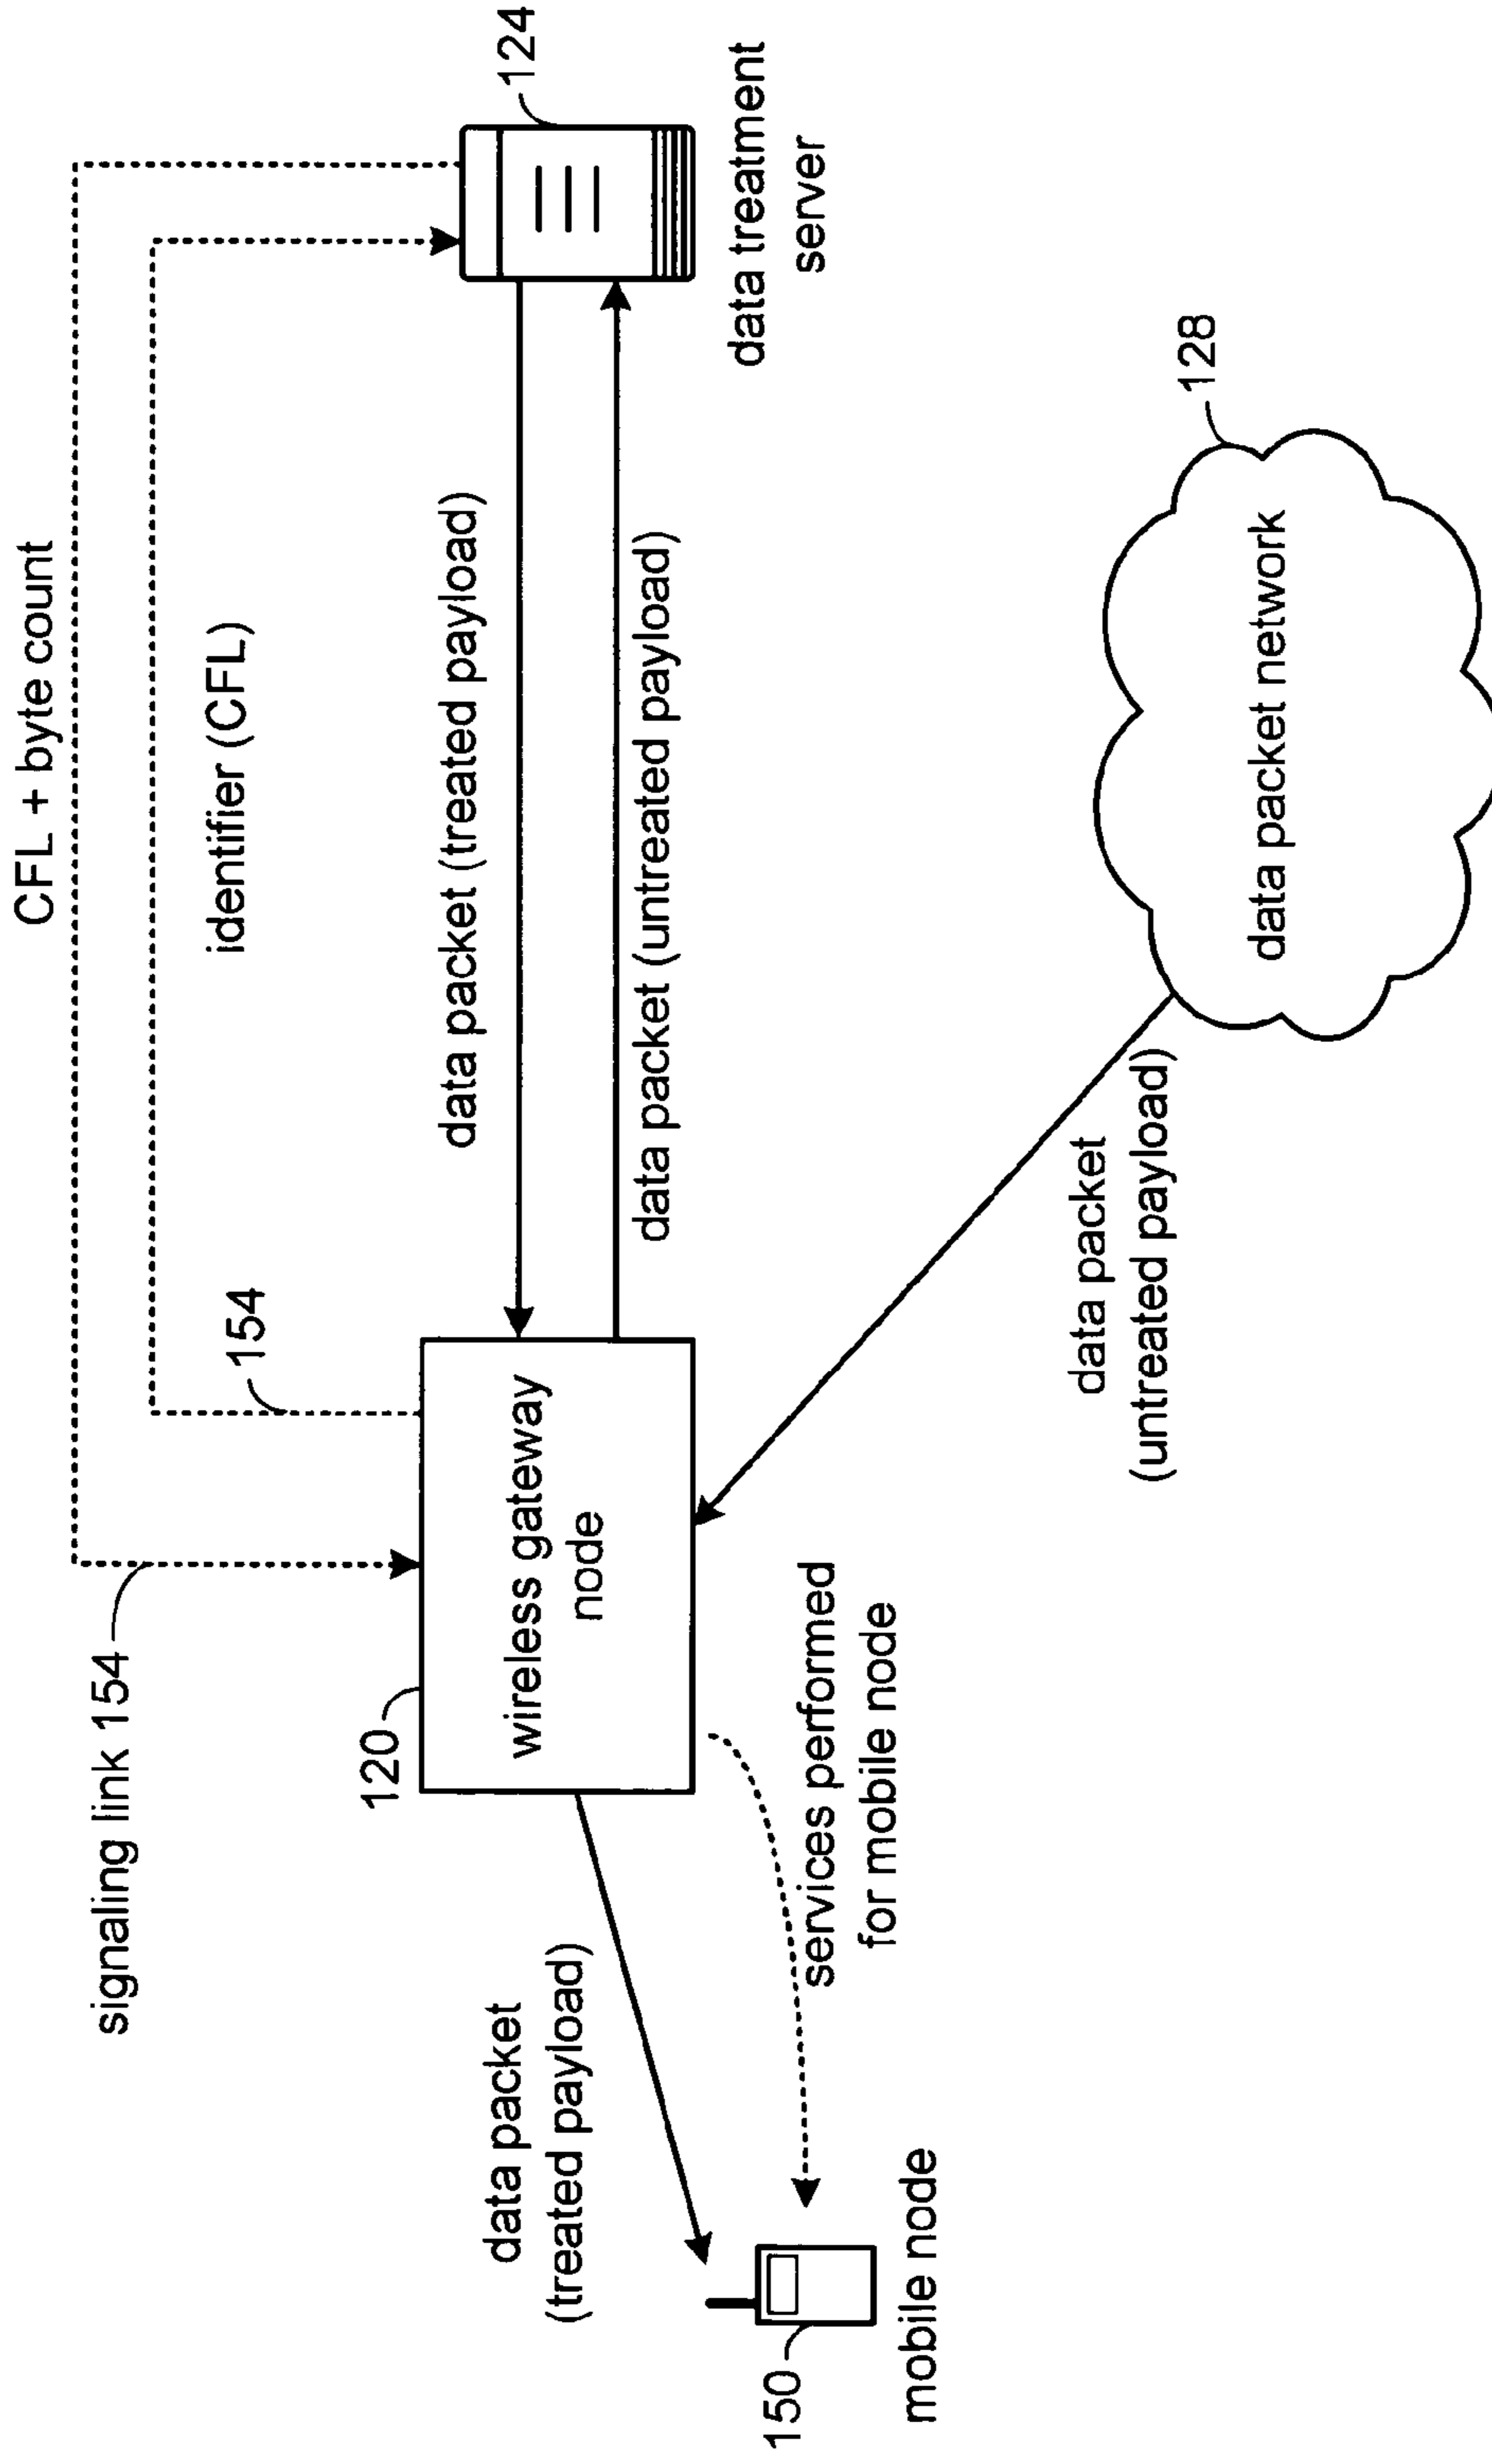 CFL + byte count
signaling link 154
154
identifier (CFL)
124
120
wireless gateway
node
data packet (treated payload)
data packet (untreated payload)
data treatment
server
data packet
(treated payload)
services performed
for mobile node
150
mobile node
data packet
(untreated payload)
128
data packet network